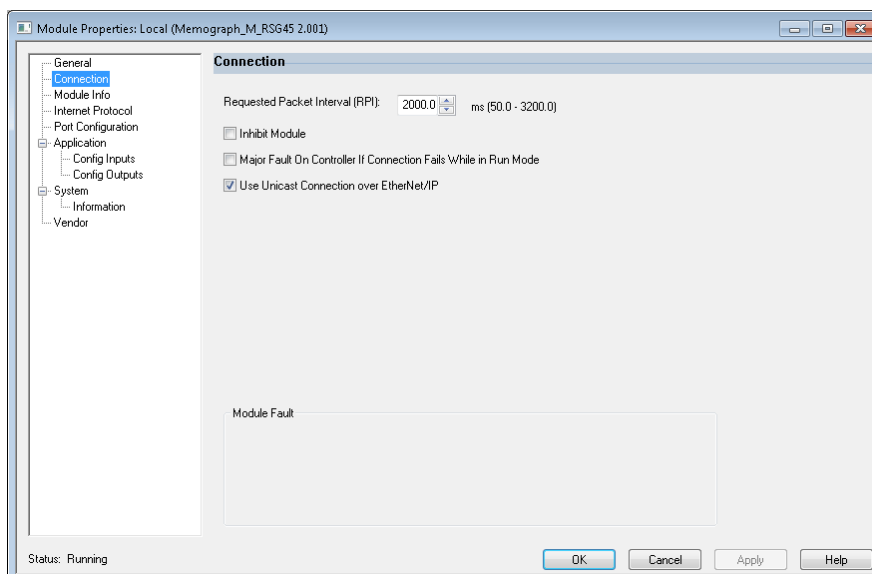 Module Properties: Local (Memograph_M_RSG45 2.001)
General
Connection
Module Info
Internet Protocol
Port Configuration
Application
Config Inputs
Config Outputs
System
Information
Vendor
Connection
Requested Packet Interval (RPI): 2000.0 ms (50.0 - 3200.0)
Inhibit Module
Major Fault On Controller If Connection Fails While in Run Mode
Use Unicast Connection over EtherNet/IP
Module Fault
Status: Running
OK Cancel Apply Help